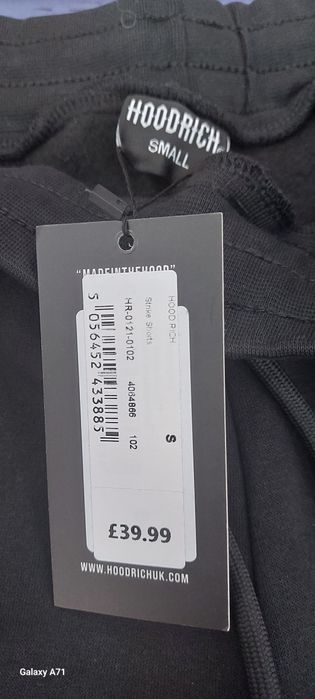 HOODRICH
SMALL
"MADEINTHEHOOD"
HOODRICH
Strike Shorts
S
HR-0121-0102 4064866 102
5 056452 433885
£39.99
WWW.HOODRICHUK.COM
Galaxy A71